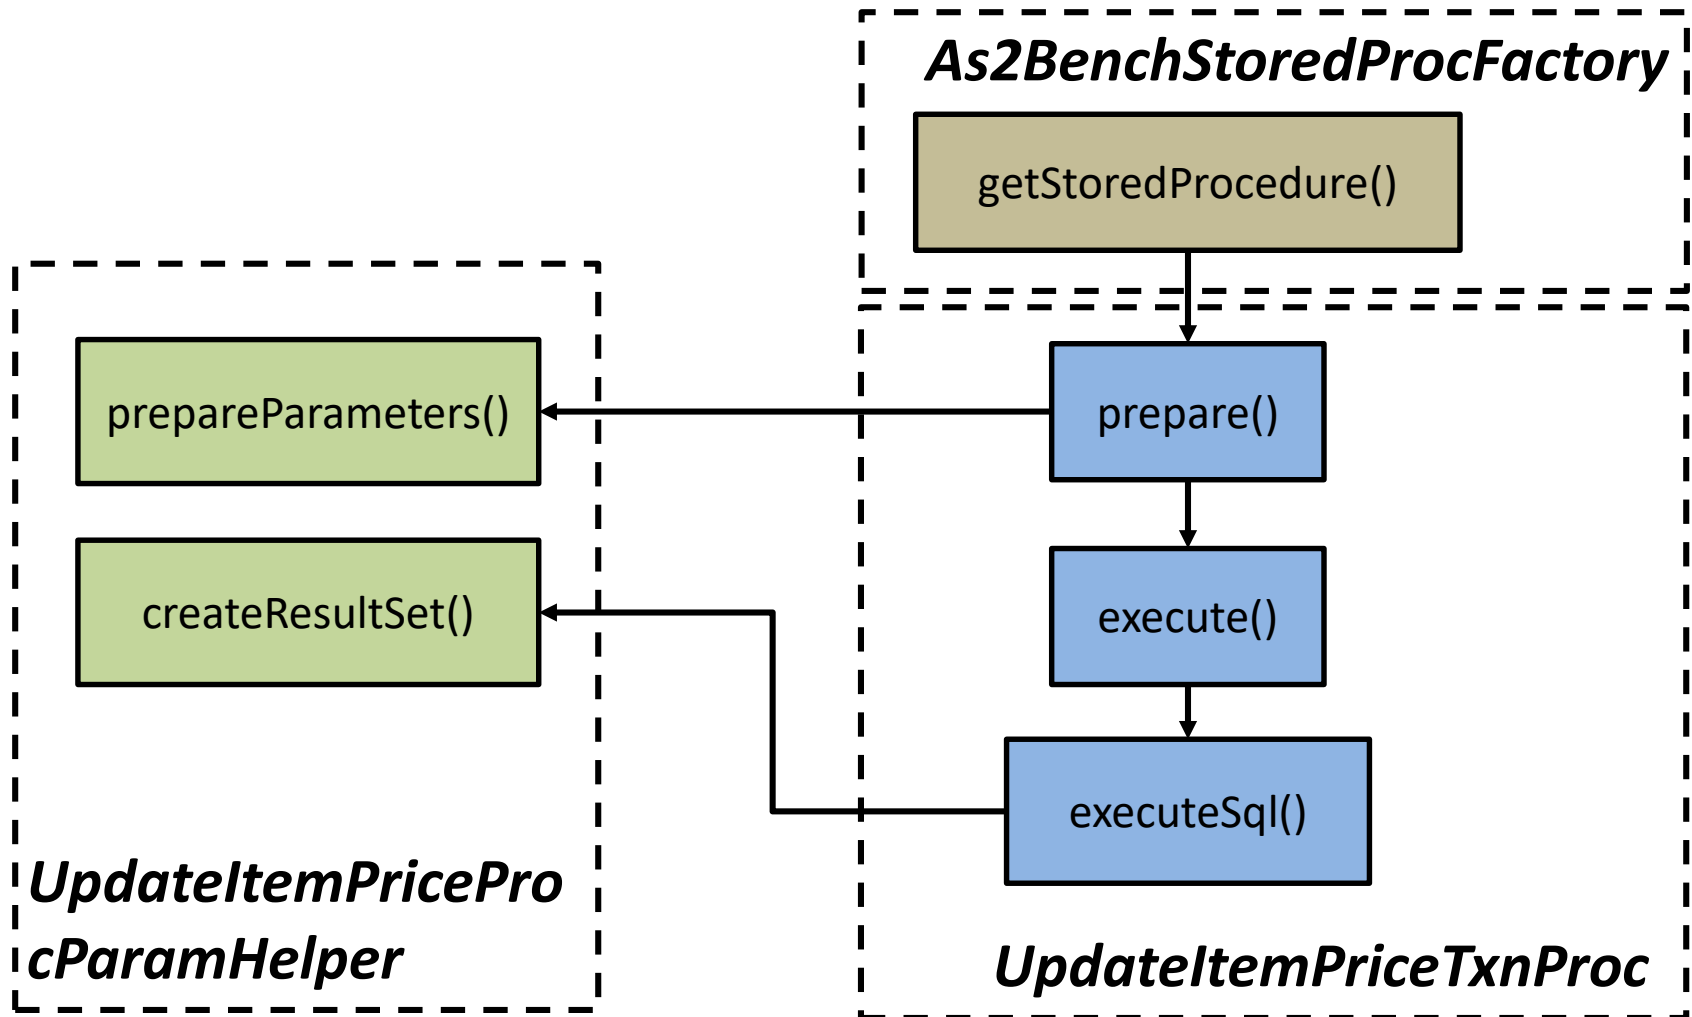 As2BenchStoredProcFactory
getStoredProcedure()
prepareParameters()
prepare()
createResultSet()
execute()
executeSql()
UpdateItemPricePro
cParamHelper
UpdateItemPriceTxnProc